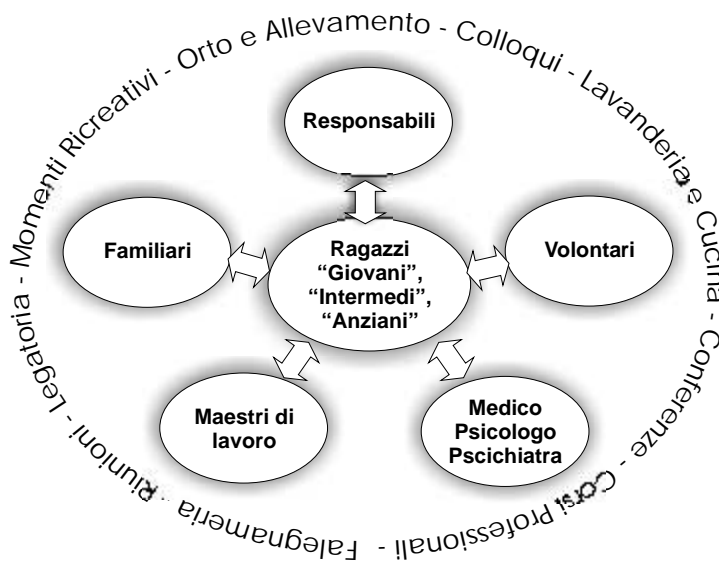 Riunioni - Legatoria - Momenti Ricreativi - Orto e Allevamento - Colloqui - Lavanderia e Cucina - Conferenze - Corsi Professionali - Falegnameria -
Responsabili
Familiari
Ragazzi
“Giovani”,
“Intermedi”,
“Anziani”
Volontari
Maestri di
lavoro
Medico
Psicologo
Pscichiatra